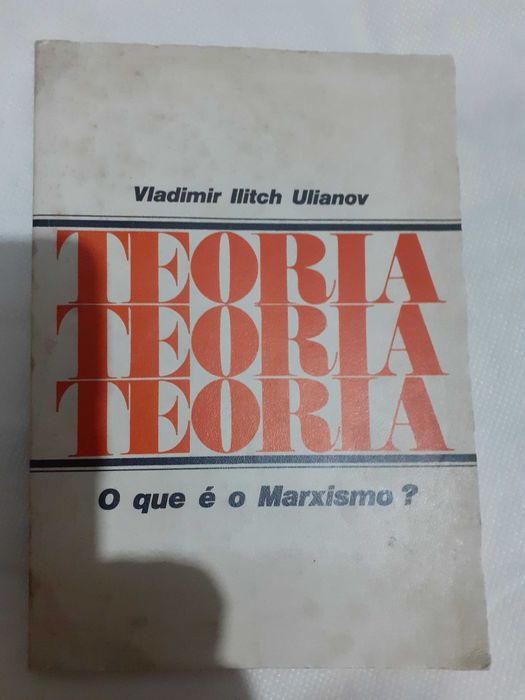 Vladimir Ilitch Ulianov
TEORIA
TEORIA
TEORIA
O que é o Marxismo?